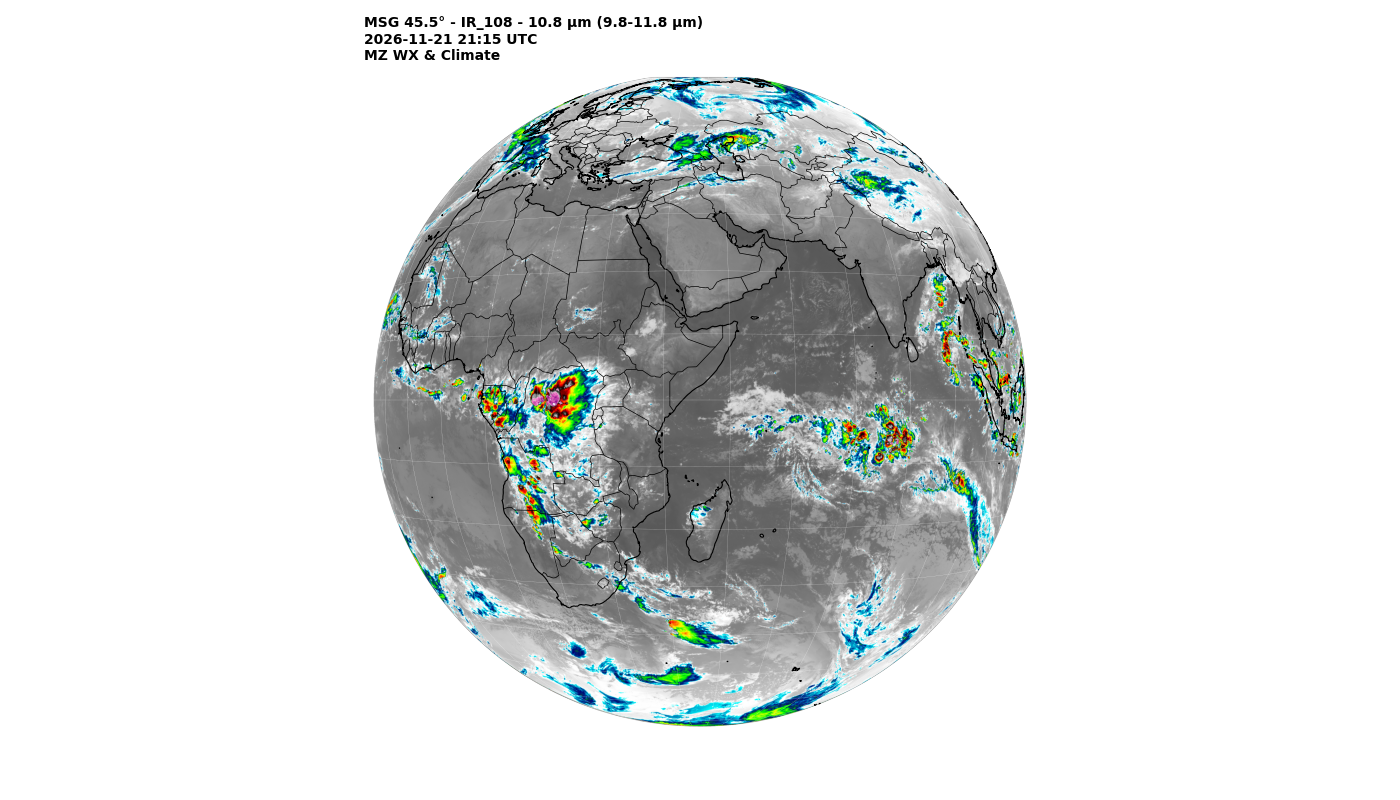 MSG 45.5° - IR_108 - 10.8 µm (9.8-11.8 µm)
2026-11-21 21:15 UTC
MZ WX & Climate